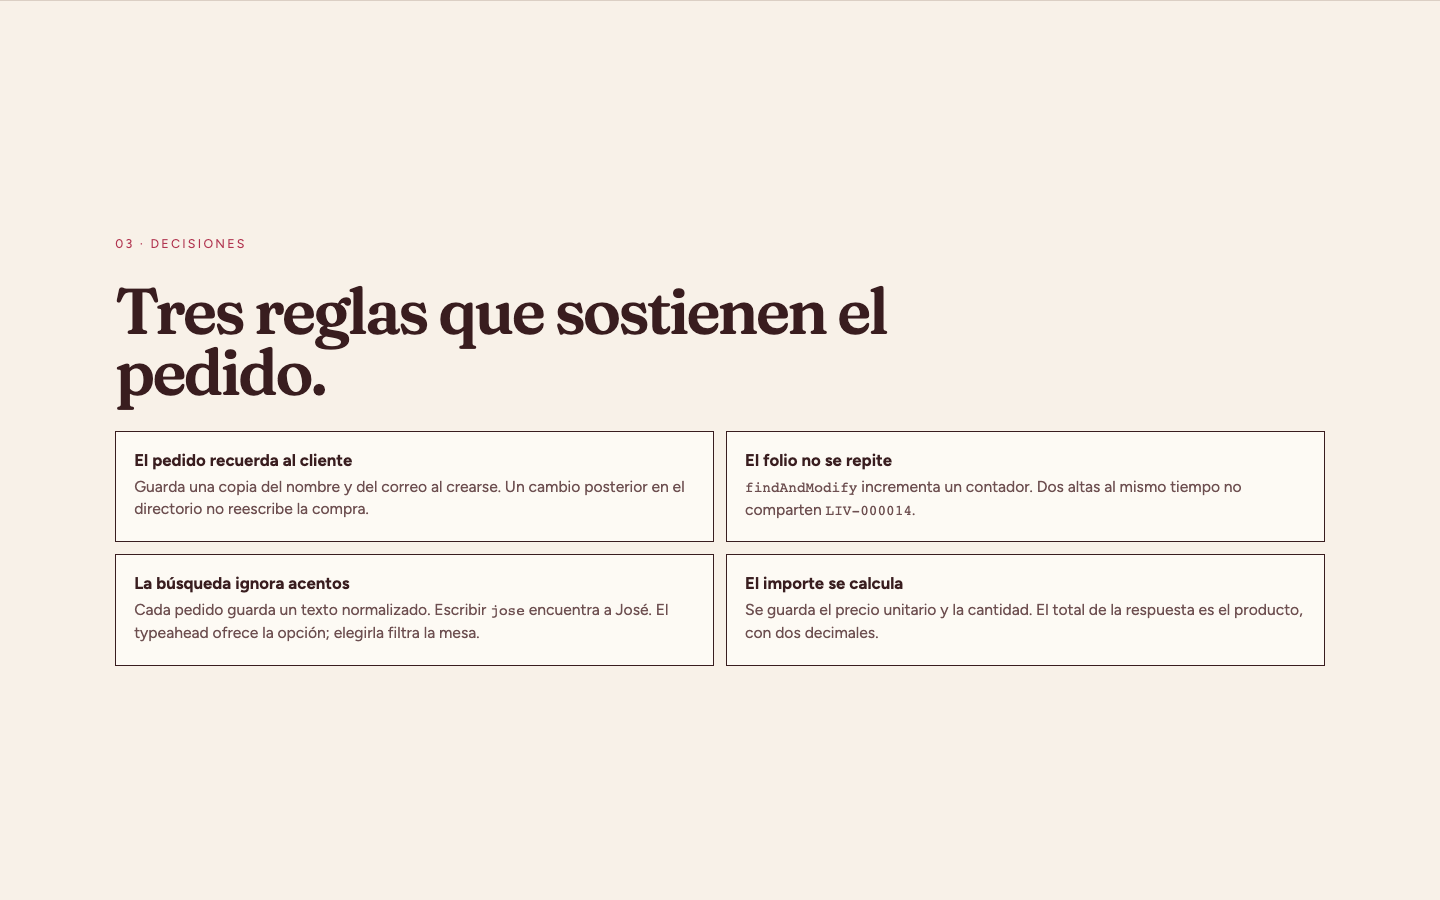 03 · DECISIONES
Tres reglas que sostienen el
pedido.
El pedido recuerda al cliente
Guarda una copia del nombre y del correo al crearse. Un cambio posterior en el
directorio no reescribe la compra.
El folio no se repite
findAndModify incrementa un contador. Dos altas al mismo tiempo no
comparten LIV-000014.
La búsqueda ignora acentos
Cada pedido guarda un texto normalizado. Escribir jose encuentra a José. El
typeahead ofrece la opción; elegirla filtra la mesa.
El importe se calcula
Se guarda el precio unitario y la cantidad. El total de la respuesta es el producto,
con dos decimales.